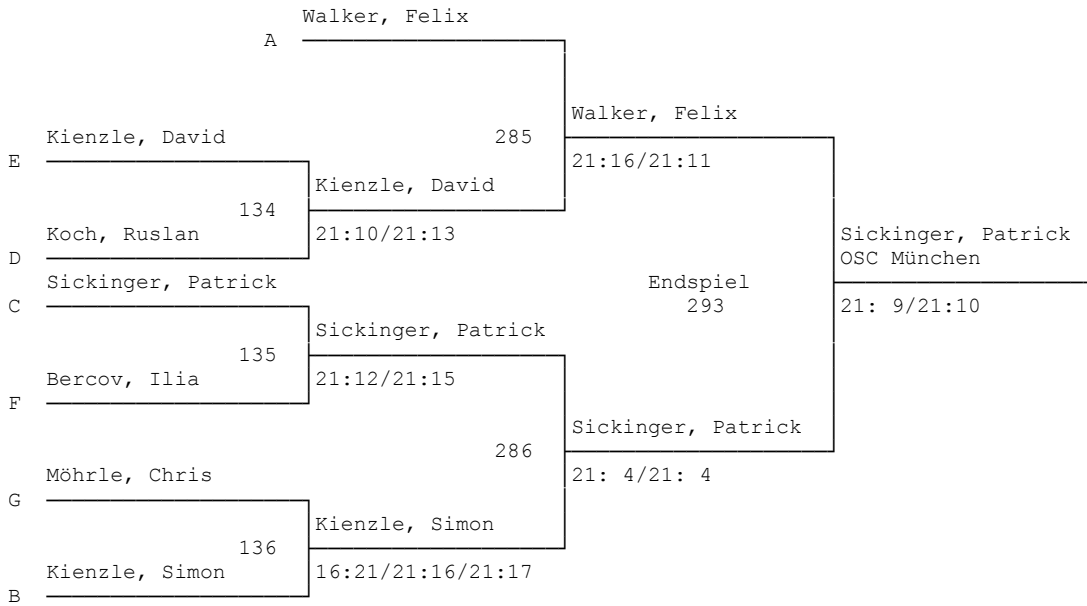 Walker, Felix
A
Walker, Felix
Kienzle, David
285
E
21:16/21:11
Kienzle, David
134
Koch, Ruslan
21:10/21:13
Sickinger, Patrick
D
OSC München
Sickinger, Patrick
Endspiel
C
293
21: 9/21:10
Sickinger, Patrick
135
Bercov, Ilia
21:12/21:15
F
Sickinger, Patrick
286
Möhrle, Chris
21: 4/21: 4
G
Kienzle, Simon
136
Kienzle, Simon
16:21/21:16/21:17
B